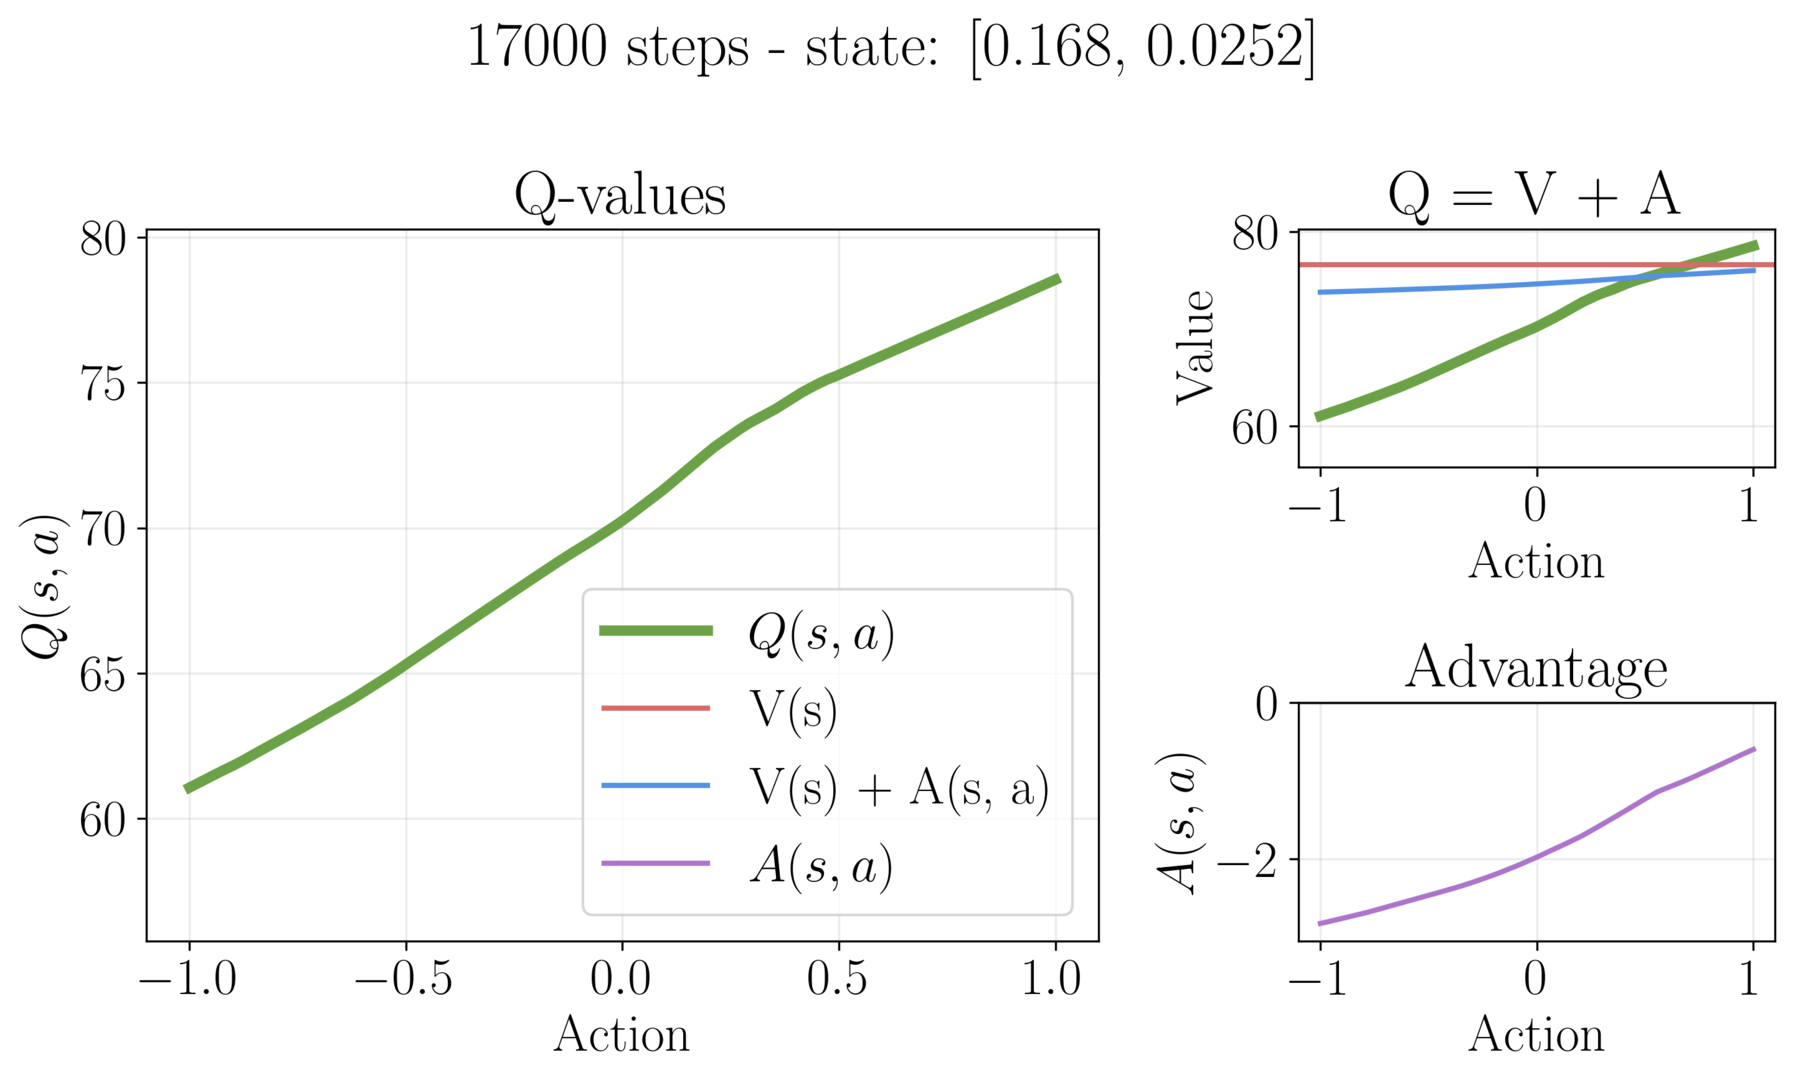 17000 steps - state: [0.168, 0.0252]
Q-values
80
75
70
65
60
Q(s, a)
−1.0
−0.5
0.0
0.5
1.0
Action
Q(s, a)
V(s)
V(s) + A(s, a)
A(s, a)
Q = V + A
80
60
Value
−1
0
1
Action
Advantage
0
−2
A(s, a)
−1
0
1
Action